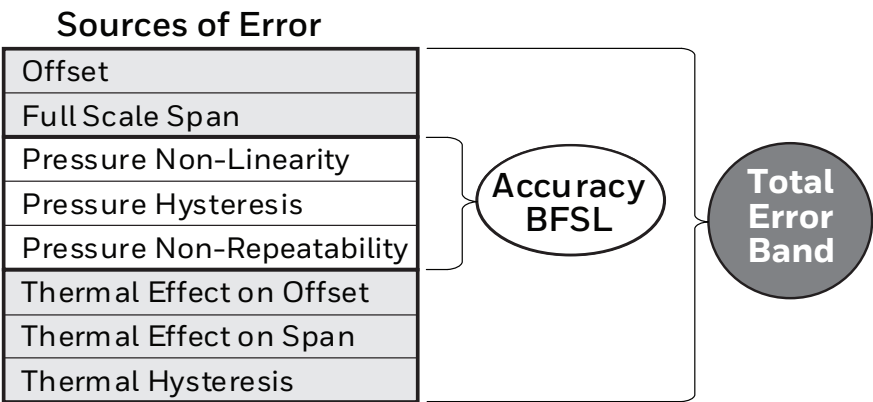 Sources of Error
Offset
Full Scale Span
Pressure Non-Linearity
Pressure Hysteresis
Pressure Non-Repeatability
Thermal Effect on Offset
Thermal Effect on Span
Thermal Hysteresis
Accuracy
BFSL
Total
Error
Band